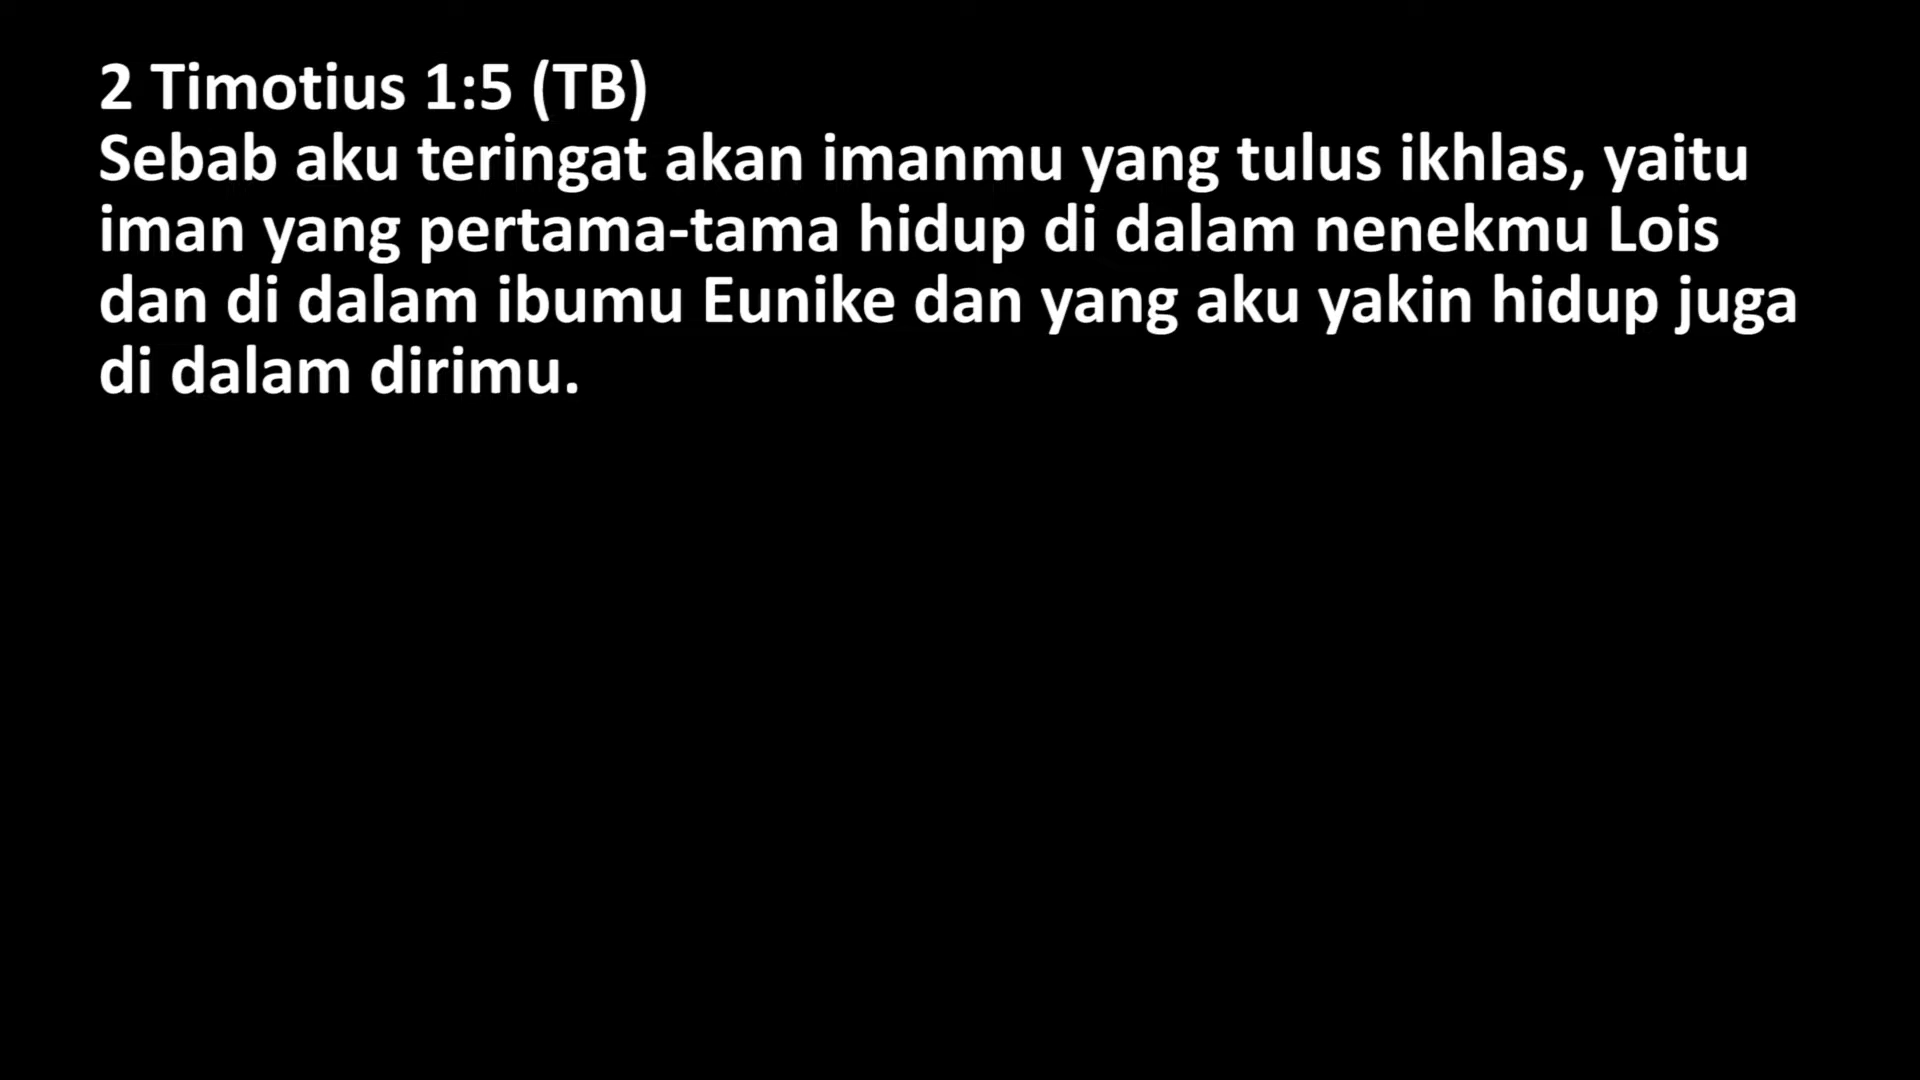 2 Timotius 1:5 (TB)
Sebab aku teringat akan imanmu yang tulus ikhlas, yaitu
iman yang pertama-tama hidup di dalam nenekmu Lois
dan di dalam ibumu Eunike dan yang aku yakin hidup juga
di dalam dirimu.